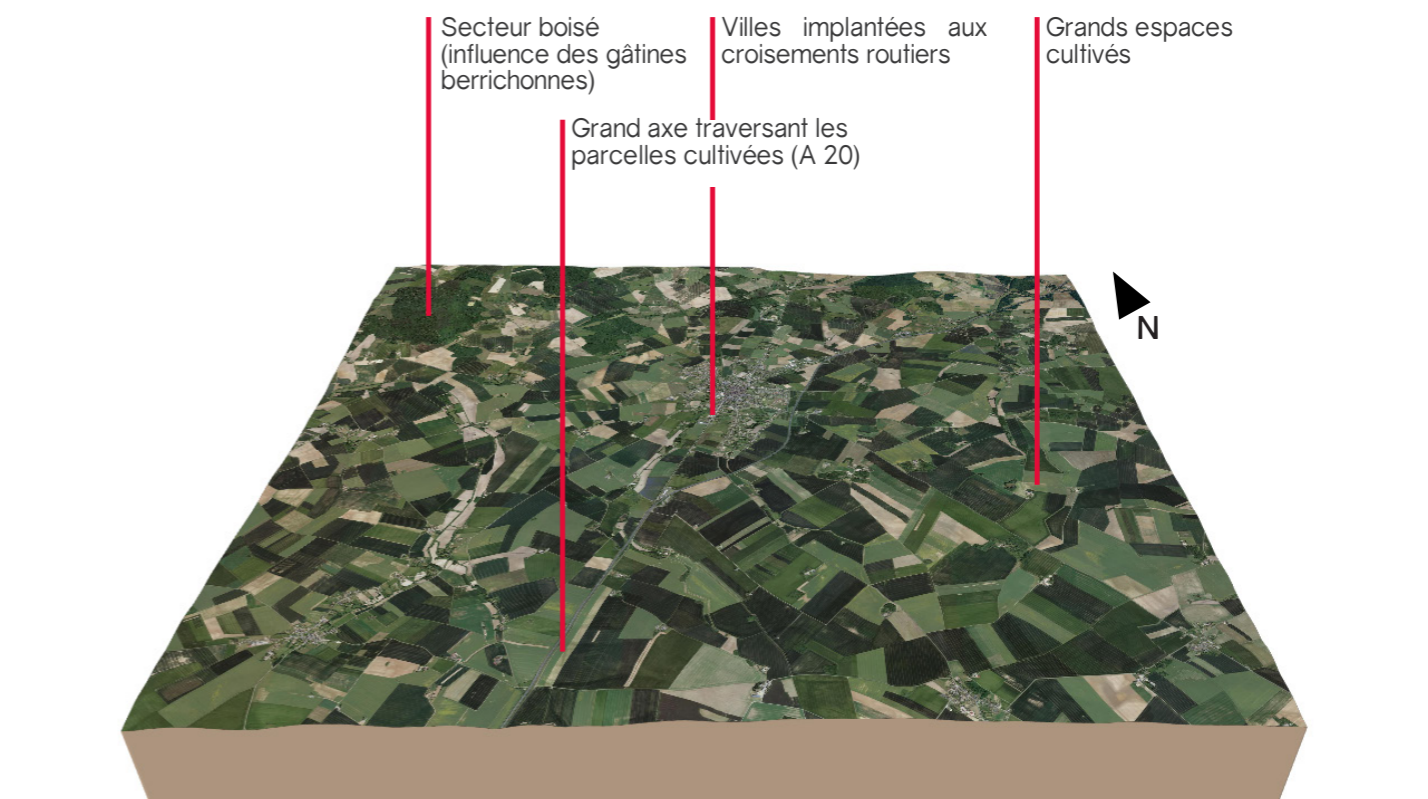 Secteur boisé
(influence des gâtines
berrichonnes)
Villes implantées aux
croisements routiers
Grands espaces
cultivés
Grand axe traversant les
parcelles cultivées (A 20)
N